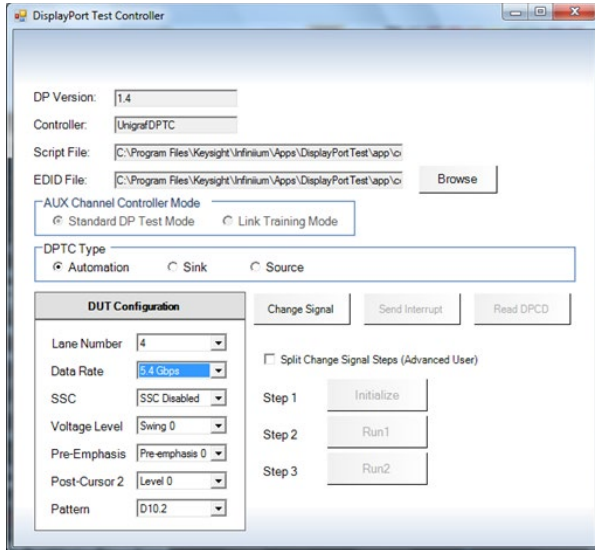 DisplayPort Test Controller
DP Version: 1.4
Controller: UnigrafDPTC
Script File: C:\Program Files\Keysight\Infiniium\Apps\DisplayPortTest\app\co
EDID File: C:\Program Files\Keysight\Infiniium\Apps\DisplayPortTest\app\co Browse
AUX Channel Controller Mode
Standard DP Test Mode Link Training Mode
DPTC Type
Automation Sink Source
DUT Configuration Change Signal Send Interrupt Read DPCD
Lane Number 4
Split Change Signal Steps (Advanced User)
Data Rate 5.4 Gbps
SSC SSC Disabled Step 1 Initialize
Voltage Level Swing 0 Step 2 Run1
Pre-Emphasis Pre-emphasis 0
Step 3 Run2
Post-Cursor 2 Level 0
Pattern D10.2